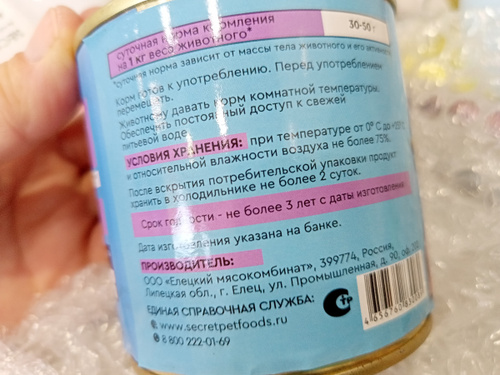 суточная норма кормления
на 1 кг веса животного*
30-50 г
*суточная норма зависит от массы тела животного и его
Корм готов к употреблению. Перед употреблением
перемешать.
Животному давать корм комнатной температуры.
Обеспечить постоянный доступ к свежей
питьевой воде.
УСЛОВИЯ ХРАНЕНИЯ: при температуре от 0° С до
и относительной влажности воздуха не более 75%.
После вскрытия потребительской упаковки продукт
хранить в холодильнике не более 2 суток.
Срок годности - не более 3 лет с даты изготовления
Дата изготовления указана на банке.
ПРОИЗВОДИТЕЛЬ:
ООО «Елецкий мясокомбинат», 399774, Россия,
Липецкая обл., г. Елец, ул. Промышленная, д. 90, оф.
ЕДИНАЯ СПРАВОЧНАЯ СЛУЖБА:
www.secretpetfoods.ru
8 800 222-01-69